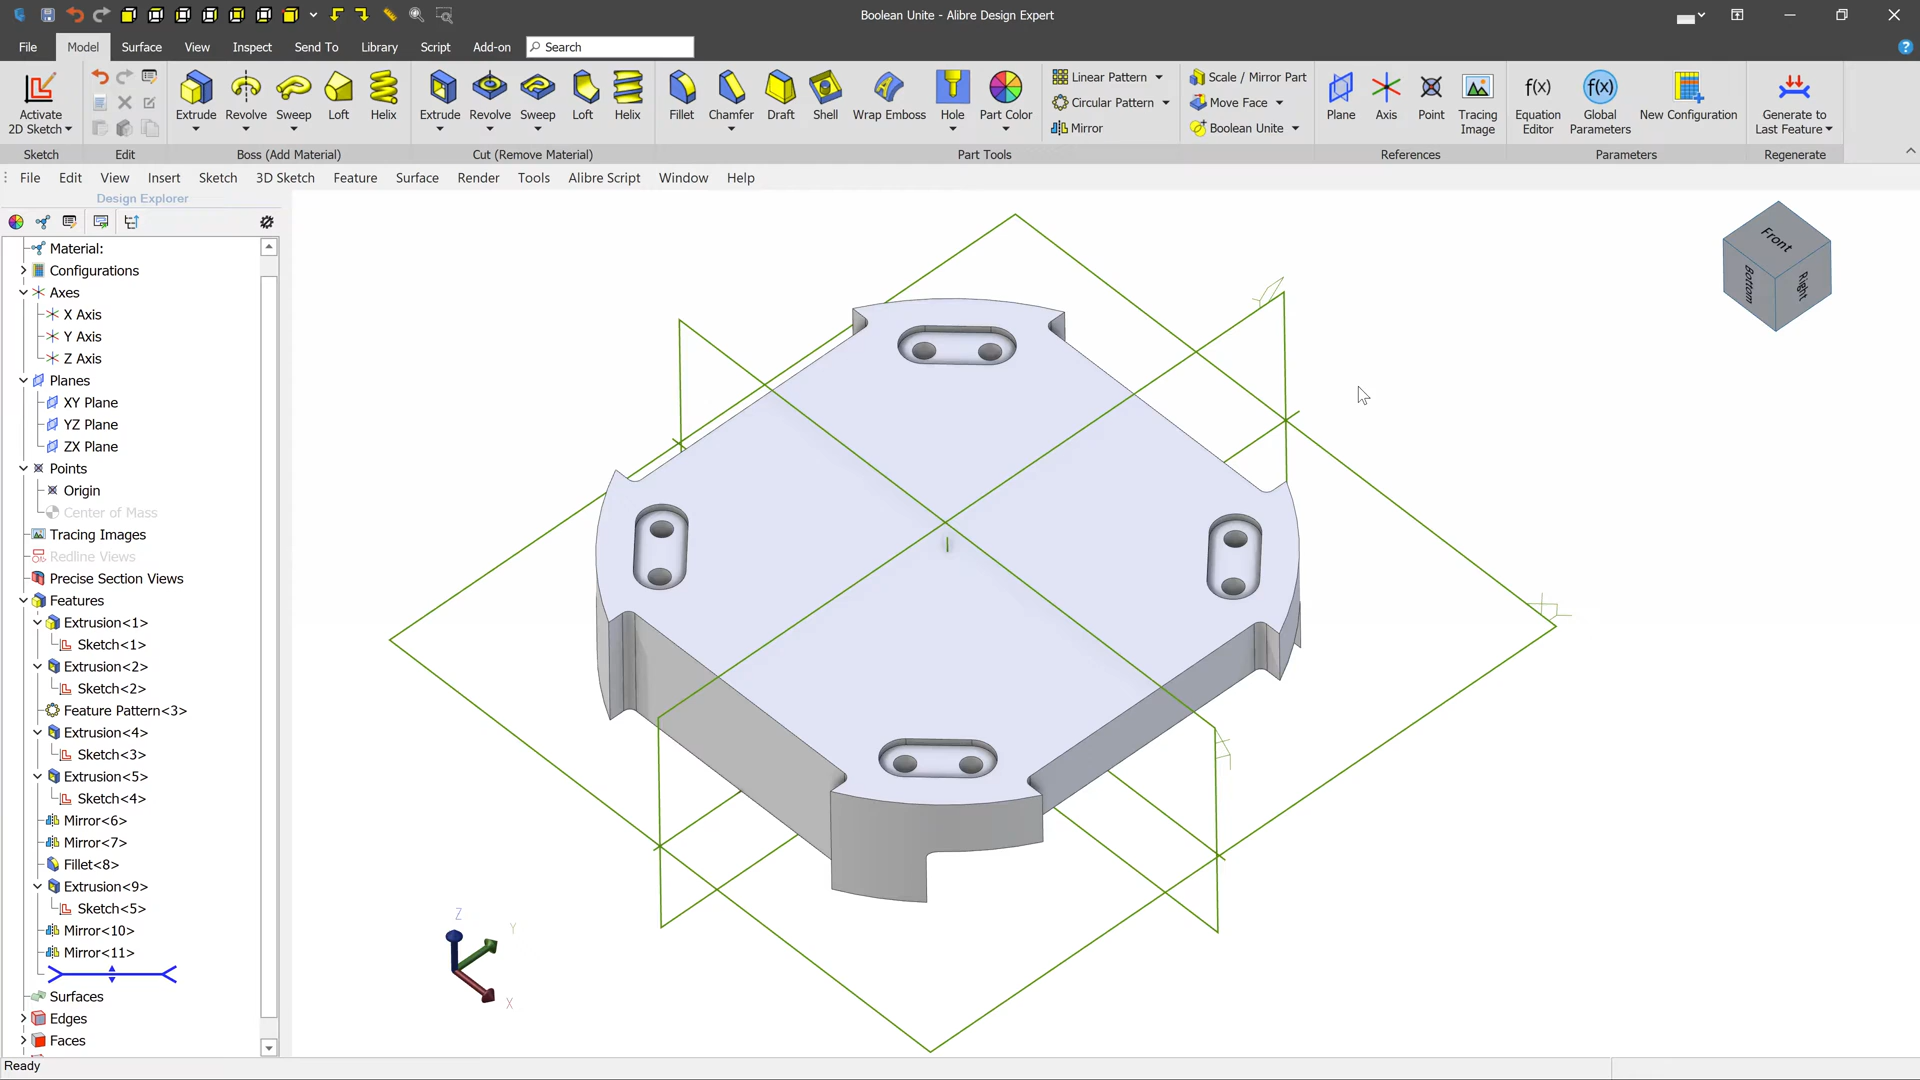 Boolean Unite - Alibre Design Expert
File Model Surface View Inspect Send To Library Script Add-on Search
Activate
2D Sketch
Extrude Revolve Sweep Loft Helix
Extrude Revolve Sweep Loft Helix
Fillet Chamfer Draft Shell Wrap Emboss Hole Part Color
Linear Pattern
Circular Pattern
Mirror
Scale / Mirror Part
Move Face
Boolean Unite
Plane Axis Point Tracing
Image
f(x) Equation
Editor
f(x) Global
Parameters
New Configuration
Generate to
Last Feature
Sketch Edit Boss (Add Material) Cut (Remove Material) Part Tools References Parameters Regenerate
File Edit View Insert Sketch 3D Sketch Feature Surface Render Tools Alibre Script Window Help
Design Explorer
Material:
Configurations
Axes
X Axis
Y Axis
Z Axis
Planes
XY Plane
YZ Plane
ZX Plane
Points
Origin
Center of Mass
Tracing Images
Redline Views
Precise Section Views
Features
Extrusion<1>
Sketch<1>
Extrusion<2>
Sketch<2>
Feature Pattern<3>
Extrusion<4>
Sketch<3>
Extrusion<5>
Sketch<4>
Mirror<6>
Mirror<7>
Fillet<8>
Extrusion<9>
Sketch<5>
Mirror<10>
Mirror<11>
Surfaces
Edges
Faces
Front
Bottom
Right
Z
Y
X
Ready